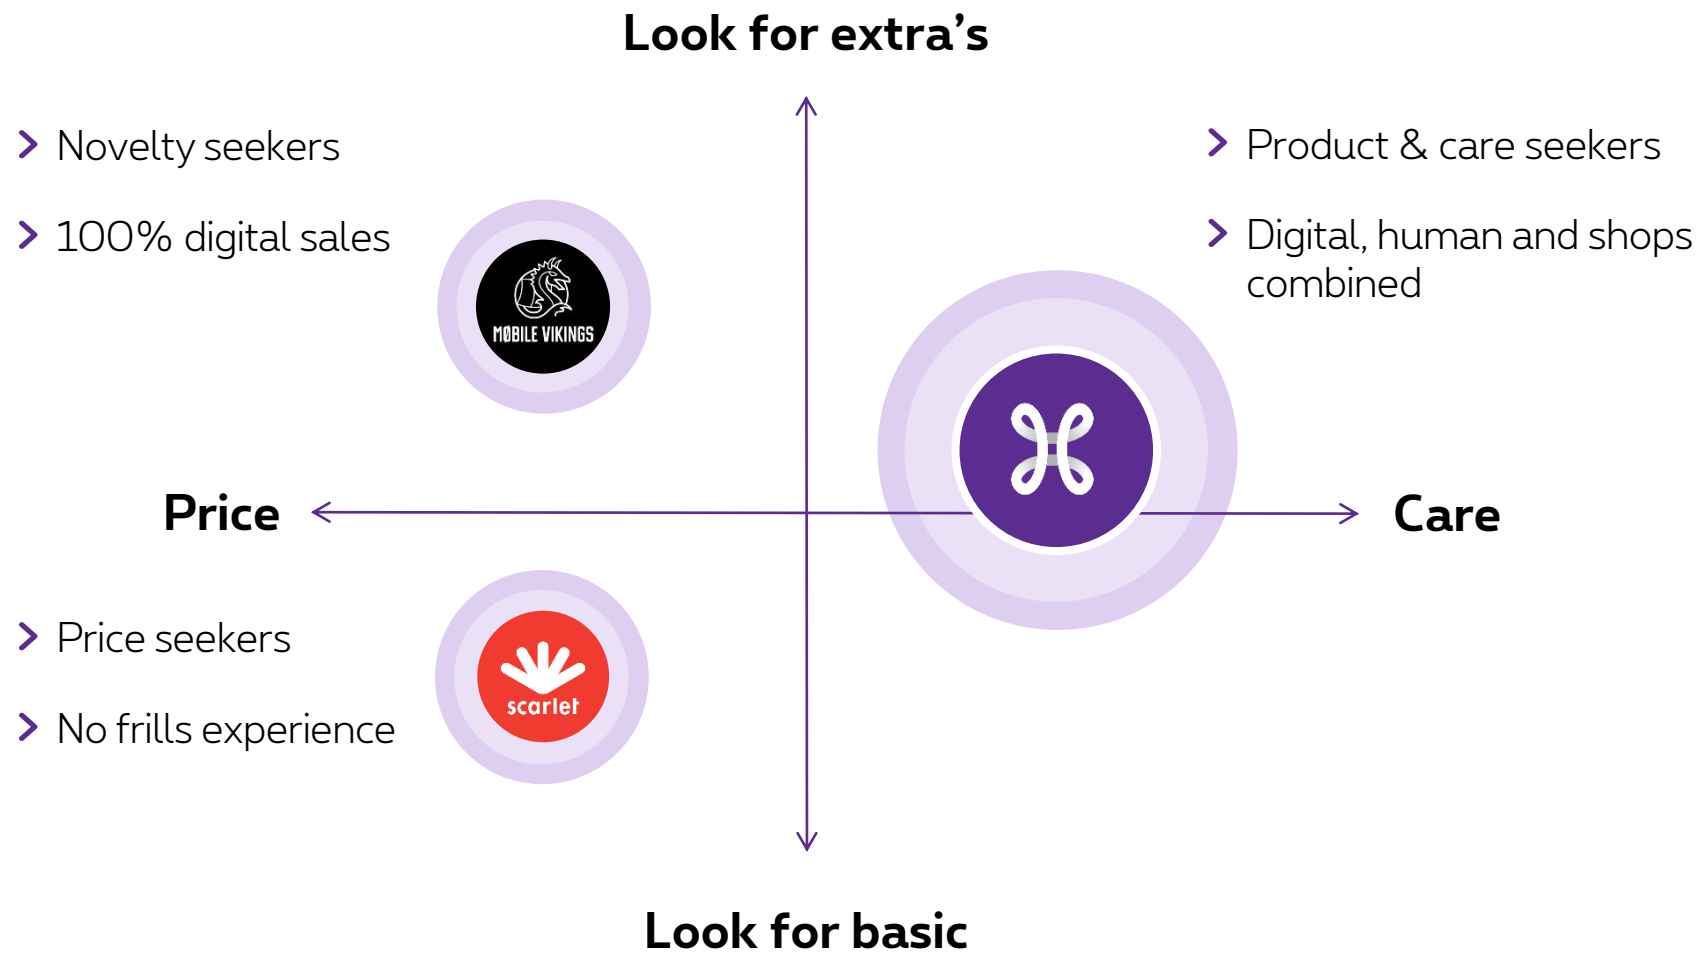 Look for extra’s
Novelty seekers
100% digital sales
Product & care seekers
Digital, human and shops
combined
MØBILE VIKINGS
Price
Care
Price seekers
No frills experience
scarlet
Look for basic